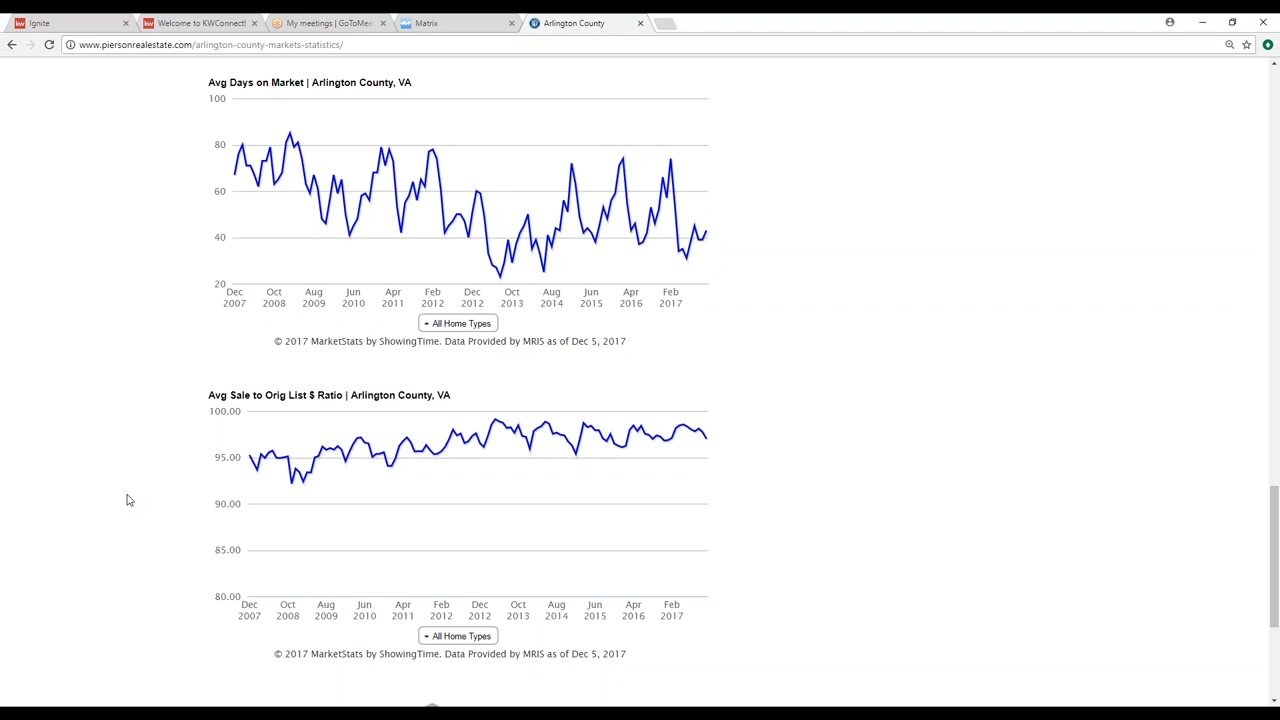 Ignite
Welcome to KWConnect!
My meetings | GoToMee
Matrix
Arlington County
www.piersonrealestate.com/arlington-county-markets-statistics/
Avg Days on Market | Arlington County, VA
100
80
60
40
20
Dec Oct Aug Jun Apr Feb Dec Oct Aug Jun Apr Feb
2007 2008 2009 2010 2011 2012 2012 2013 2014 2015 2016 2017
- All Home Types
© 2017 MarketStats by ShowingTime. Data Provided by MRIS as of Dec 5, 2017
Avg Sale to Orig List $ Ratio | Arlington County, VA
100.00
95.00
90.00
85.00
80.00
Dec Oct Aug Jun Apr Feb Dec Oct Aug Jun Apr Feb
2007 2008 2009 2010 2011 2012 2012 2013 2014 2015 2016 2017
- All Home Types
© 2017 MarketStats by ShowingTime. Data Provided by MRIS as of Dec 5, 2017